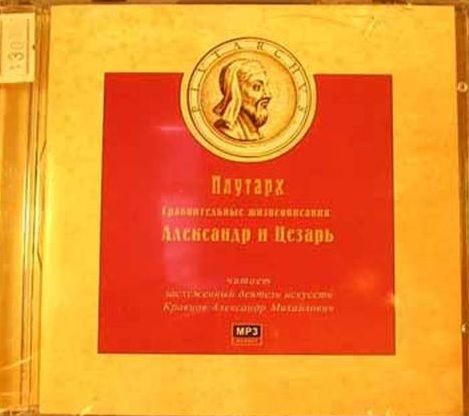 130
PLUTARCHUS
Плутарх
Сравнительные жизнеописания
Александр и Цезарь
читает
заслуженный деятель искусств
Кравцов Александр Михайлович
MP3